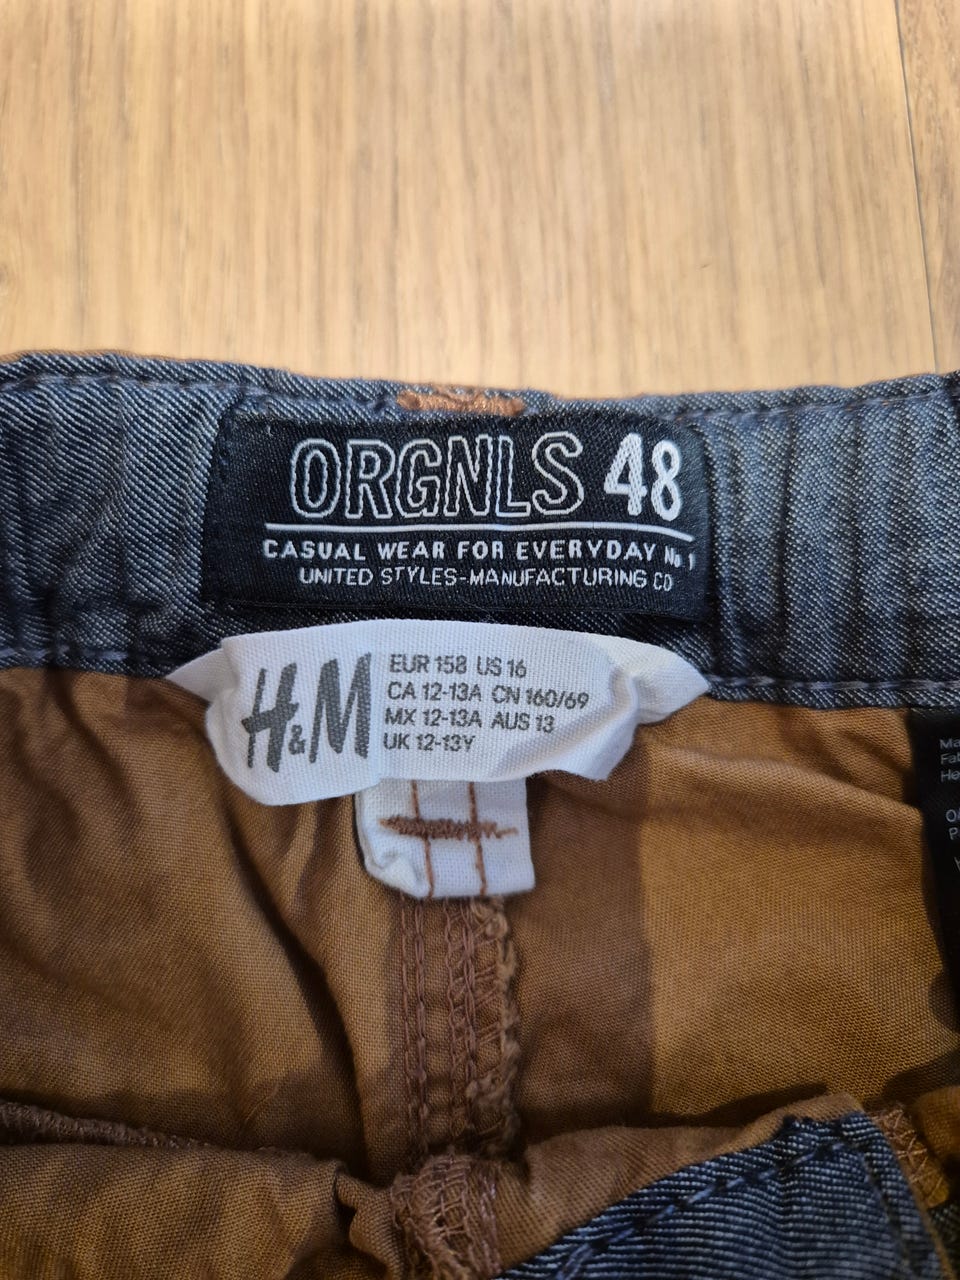 ORGNLS 48
CASUAL WEAR FOR EVERYDAY No 1
UNITED STYLES-MANUFACTURING CO
H&M
EUR 158 US 16
CA 12-13A CN 160/69
MX 12-13A AUS 13
UK 12-13Y